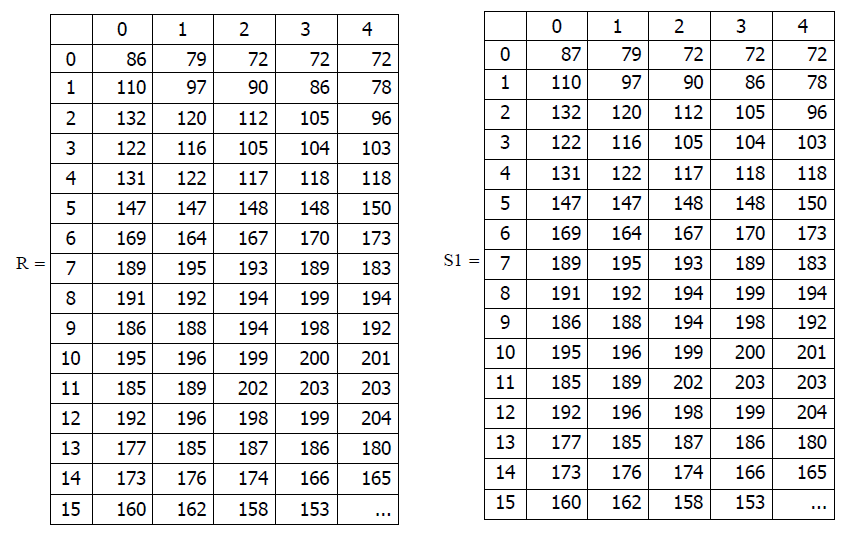 0 1 2 3 4
0 86 79 72 72 72
1 110 97 90 86 78
2 132 120 112 105 96
3 122 116 105 104 103
4 131 122 117 118 118
5 147 147 148 148 150
6 169 164 167 170 173
R = 7 189 195 193 189 183
8 191 192 194 199 194
9 186 188 194 198 192
10 195 196 199 200 201
11 185 189 202 203 203
12 192 196 198 199 204
13 177 185 187 186 180
14 173 176 174 166 165
15 160 162 158 153 ...
0 1 2 3 4
0 87 79 72 72 72
1 110 97 90 86 78
2 132 120 112 105 96
3 122 116 105 104 103
4 131 122 117 118 118
5 147 147 148 148 150
6 169 164 167 170 173
S1 = 7 189 195 193 189 183
8 191 192 194 199 194
9 186 188 194 198 192
10 195 196 199 200 201
11 185 189 202 203 203
12 192 196 198 199 204
13 177 185 187 186 180
14 173 176 174 166 165
15 160 162 158 153 ...